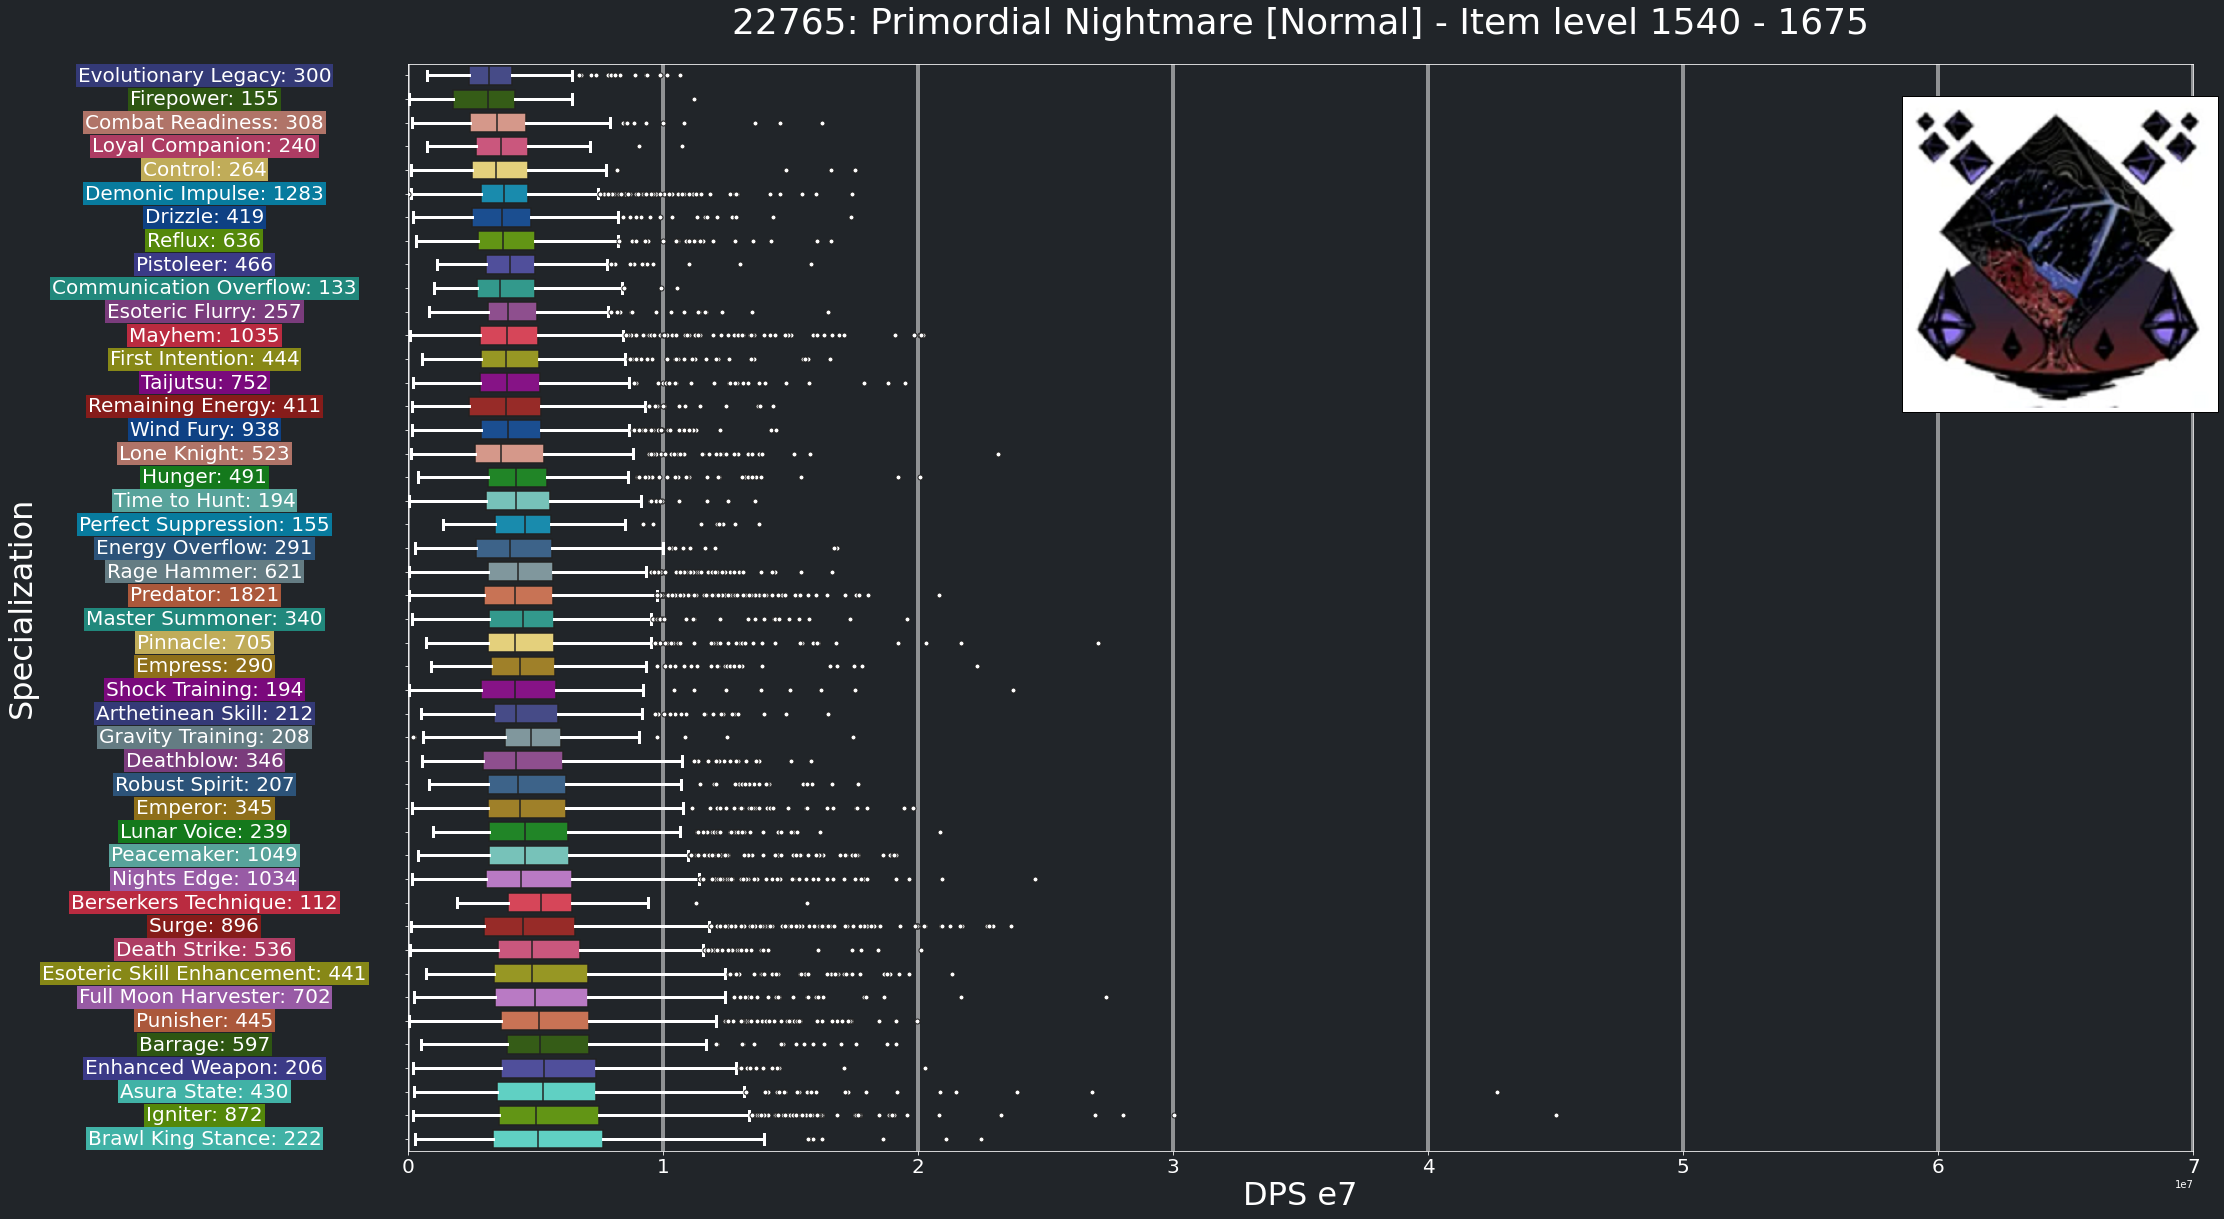 22765: Primordial Nightmare [Normal] - Item level 1540 - 1675
Evolutionary Legacy: 300
Firepower: 155
Combat Readiness: 308
Loyal Companion: 240
Control: 264
Demonic Impulse: 1283
Drizzle: 419
Reflux: 636
Pistoleer: 466
Communication Overflow: 133
Esoteric Flurry: 257
Mayhem: 1035
First Intention: 444
Taijutsu: 752
Remaining Energy: 411
Wind Fury: 938
Lone Knight: 523
Hunger: 491
Time to Hunt: 194
Perfect Suppression: 155
Energy Overflow: 291
Rage Hammer: 621
Predator: 1821
Master Summoner: 340
Pinnacle: 705
Empress: 290
Shock Training: 194
Arthetinean Skill: 212
Gravity Training: 208
Deathblow: 346
Robust Spirit: 207
Emperor: 345
Lunar Voice: 239
Peacemaker: 1049
Nights Edge: 1034
Berserkers Technique: 112
Surge: 896
Death Strike: 536
Esoteric Skill Enhancement: 441
Full Moon Harvester: 702
Punisher: 445
Barrage: 597
Enhanced Weapon: 206
Asura State: 430
Igniter: 872
Brawl King Stance: 222
Specialization
0 1 2 3 4 5 6 7
1e7
DPS e7